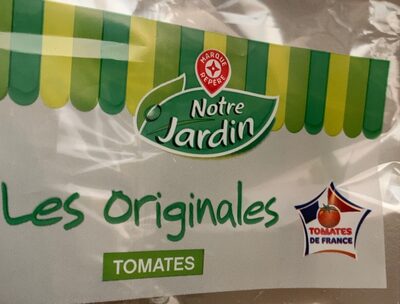 MARQUE
REPÈRE
Notre
Jardin
Les Originales
TOMATES
TOMATES
DE FRANCE